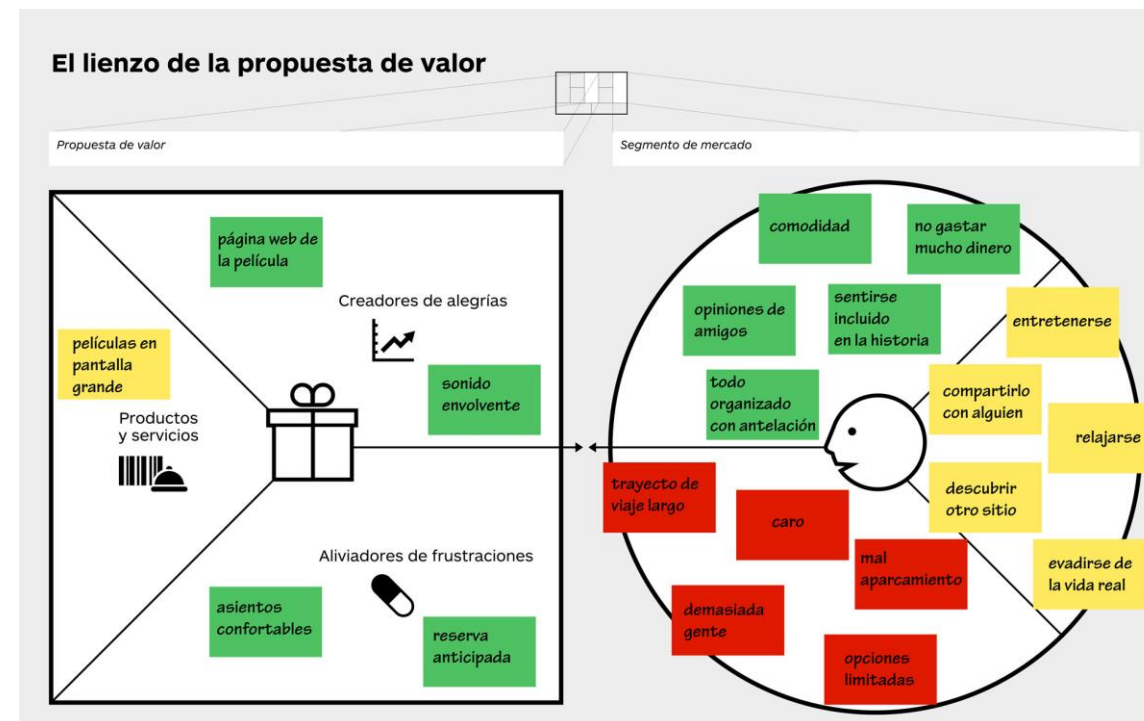 El lienzo de la propuesta de valor
Propuesta de valor
Segmento de mercado
página web de
la película
Creadores de alegrías
películas en
pantalla
grande
sonido
envolvente
Productos
y servicios
Aliviadores de frustraciones
asientos
confortables
reserva
anticipada
comodidad
no gastar
mucho dinero
opiniones de
amigos
sentirse
incluido
en la historia
todo
organizado
con antelación
entretenerse
compartirlo
con alguien
relajarse
descubrir
otro sitio
evadirse de
la vida real
trayecto de
viaje largo
caro
mal
aparcamiento
demasiada
gente
opciones
limitadas